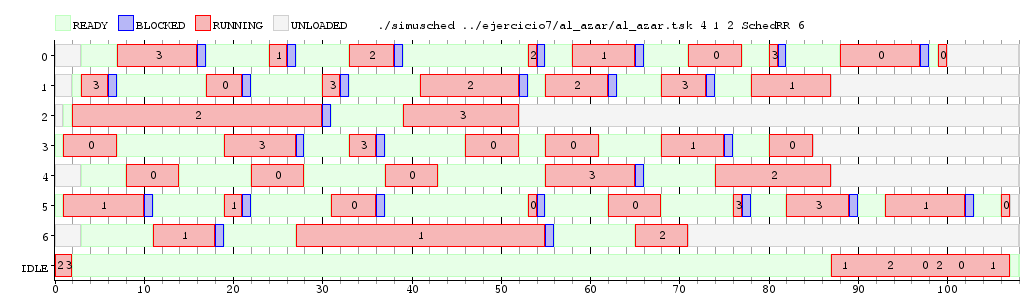 READY BLOCKED RUNNING UNLOADED ./simusched ../ejercicio7/al_azar/al_azar.tsk 4 1 2 SchedRR 6
0 3 1 2 2 1 0 3 0 0
1 3 0 3 2 2 3 1
2 2 3
3 0 3 3 0 0 1 0
4 0 0 0 3 2
5 1 1 0 0 0 3 3 1 0
6 1 1 2
IDLE 2 3 1 2 0 2 0 1
0 10 20 30 40 50 60 70 80 90 100